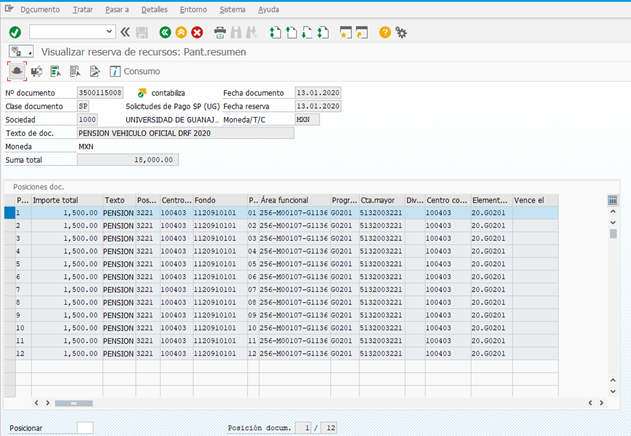 Documento Tratar Pasar a Detalles Entorno Sistema Ayuda
Visualizar reserva de recursos: Pant.resumen
Consumo
Nº documento 3500115008 contabiliza Fecha documento 13.01.2020
Clase documento SP Solicitudes de Pago SP (UG) Fecha reserva 13.01.2020
Sociedad 1000 UNIVERSIDAD DE GUANAJ... Moneda/T/C MXN
Texto de doc. PENSION VEHICULO OFICIAL DRF 2020
Moneda MXN
Suma total 18,000.00
Posiciones doc.
P... Importe total Texto Pos... Centro... Fondo P.. Área funcional Progr... Cta.mayor Div... Centro co... Element... Vence el
1 1,500.00 PENSION 3221 100403 1120910101 01 256-M00107-G1136 G0201 5132003221 100403 20.G0201
2 1,500.00 PENSION 3221 100403 1120910101 02 256-M00107-G1136 G0201 5132003221 100403 20.G0201
3 1,500.00 PENSION 3221 100403 1120910101 03 256-M00107-G1136 G0201 5132003221 100403 20.G0201
4 1,500.00 PENSION 3221 100403 1120910101 04 256-M00107-G1136 G0201 5132003221 100403 20.G0201
5 1,500.00 PENSION 3221 100403 1120910101 05 256-M00107-G1136 G0201 5132003221 100403 20.G0201
6 1,500.00 PENSION 3221 100403 1120910101 06 256-M00107-G1136 G0201 5132003221 100403 20.G0201
7 1,500.00 PENSION 3221 100403 1120910101 07 256-M00107-G1136 G0201 5132003221 100403 20.G0201
8 1,500.00 PENSION 3221 100403 1120910101 08 256-M00107-G1136 G0201 5132003221 100403 20.G0201
9 1,500.00 PENSION 3221 100403 1120910101 09 256-M00107-G1136 G0201 5132003221 100403 20.G0201
10 1,500.00 PENSION 3221 100403 1120910101 10 256-M00107-G1136 G0201 5132003221 100403 20.G0201
11 1,500.00 PENSION 3221 100403 1120910101 11 256-M00107-G1136 G0201 5132003221 100403 20.G0201
12 1,500.00 PENSION 3221 100403 1120910101 12 256-M00107-G1136 G0201 5132003221 100403 20.G0201
Posicionar Posición docum. 1 / 12